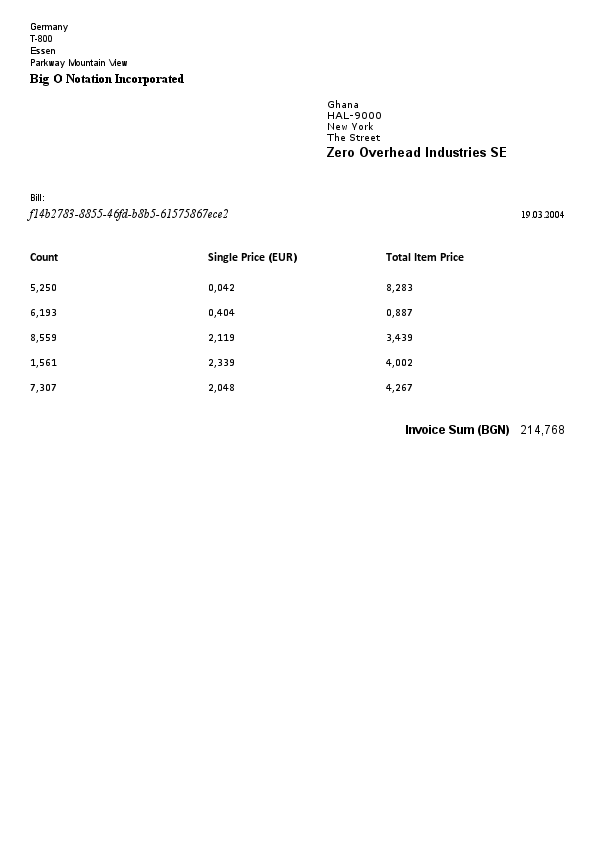 Germany
T-800
Essen
Parkway Mountain View
Big O Notation Incorporated
Ghana
HAL-9000
New York
The Street
Zero Overhead Industries SE
Bill:
f14b2783-8855-46fd-b8b5-61575867ece2 19.03.2004
Count Single Price (EUR) Total Item Price
5,250 0,042 8,283
6,193 0,404 0,887
8,559 2,119 3,439
1,561 2,339 4,002
7,307 2,048 4,267
Invoice Sum (BGN) 214,768